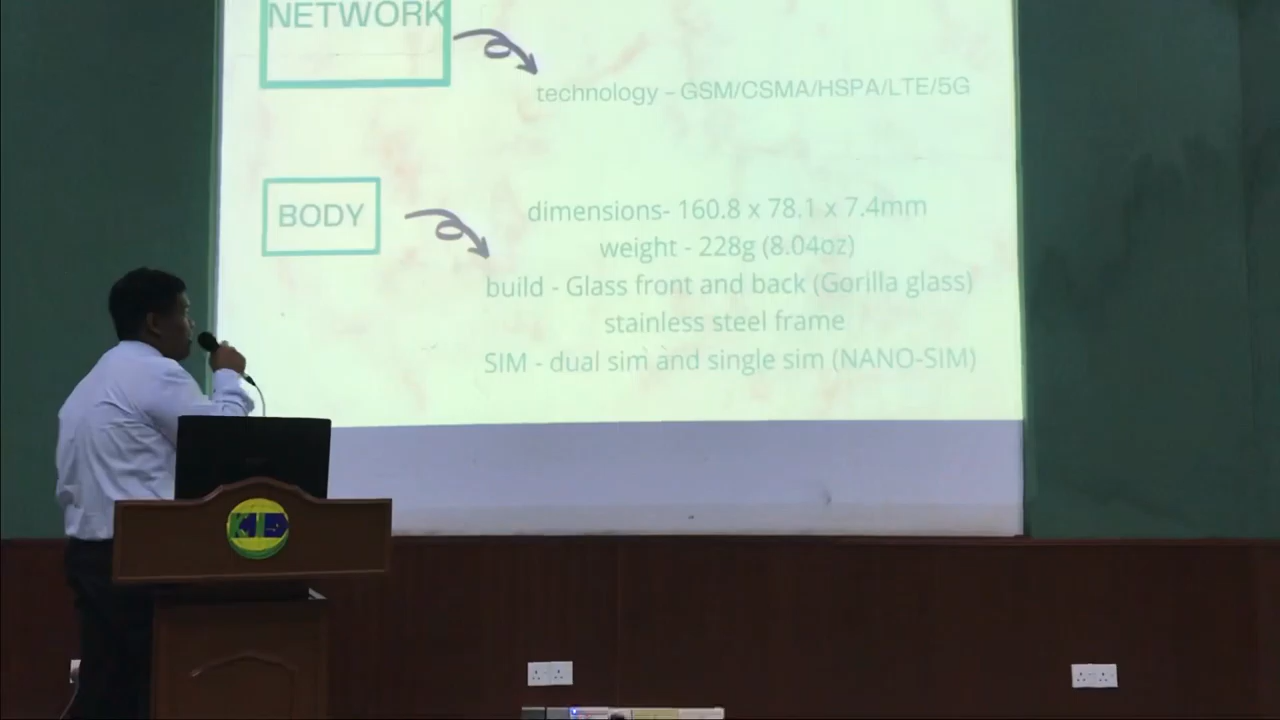 NETWORK
technology - GSM/CSMA/HSPA/LTE/5G
BODY
dimensions- 160.8 x 78.1 x 7.4mm
weight - 228g (8.04oz)
build - Glass front and back (Gorilla glass)
stainless steel frame
SIM - dual sim and single sim (NANO-SIM)